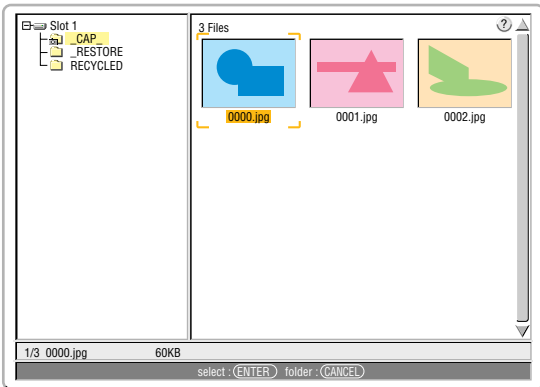 Slot 1
_CAP_
_RESTORE
RECYCLED
3 Files
?
0000.jpg
0001.jpg
0002.jpg
1/3 0000.jpg 60KB
select : ENTER folder : CANCEL